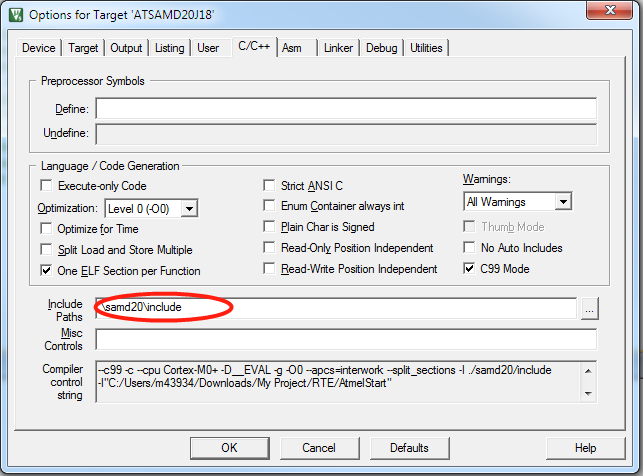 Options for Target 'ATSAMD20J18'
Device Target Output Listing User C/C++ Asm Linker Debug Utilities
Preprocessor Symbols
Define:
Undefine:
Language / Code Generation
Execute-only Code
Strict ANSI C
Warnings:
Optimization: Level 0 (-O0)
Enum Container always int
All Warnings
Optimize for Time
Plain Char is Signed
Thumb Mode
Split Load and Store Multiple
Read-Only Position Independent
No Auto Includes
One ELF Section per Function
Read-Write Position Independent
C99 Mode
Include
Paths
.\samd20\include
...
Misc
Controls
Compiler
control
string
--c99 -c --cpu Cortex-M0+ -D__EVAL -g -O0 --apcs=interwork --split_sections -I ./samd20/include
-I"C:/Users/m43934/Downloads/My Project/RTE/AtmelStart"
OK Cancel Defaults Help